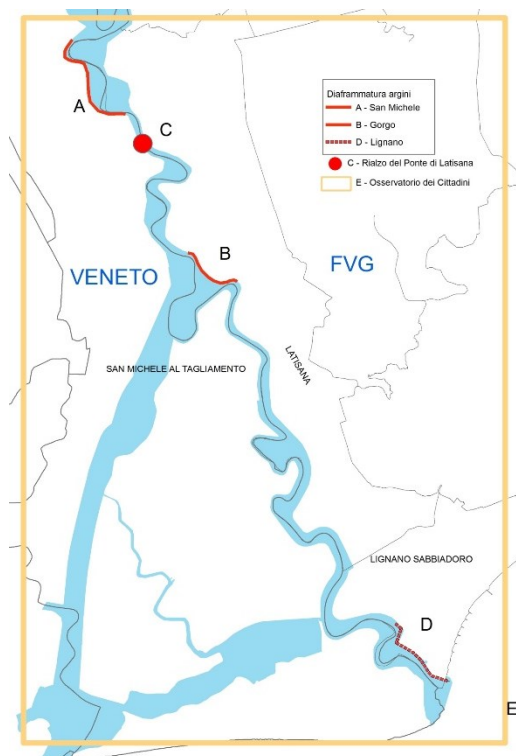 A
C
Diaframmatura argini
A - San Michele
B - Gorgo
D - Lignano
C - Rialzo del Ponte di Latisana
E - Osservatorio dei Cittadini
B
VENETO
FVG
SAN MICHELE AL TAGLIAMENTO
LATISANA
LIGNANO SABBIADORO
D
E